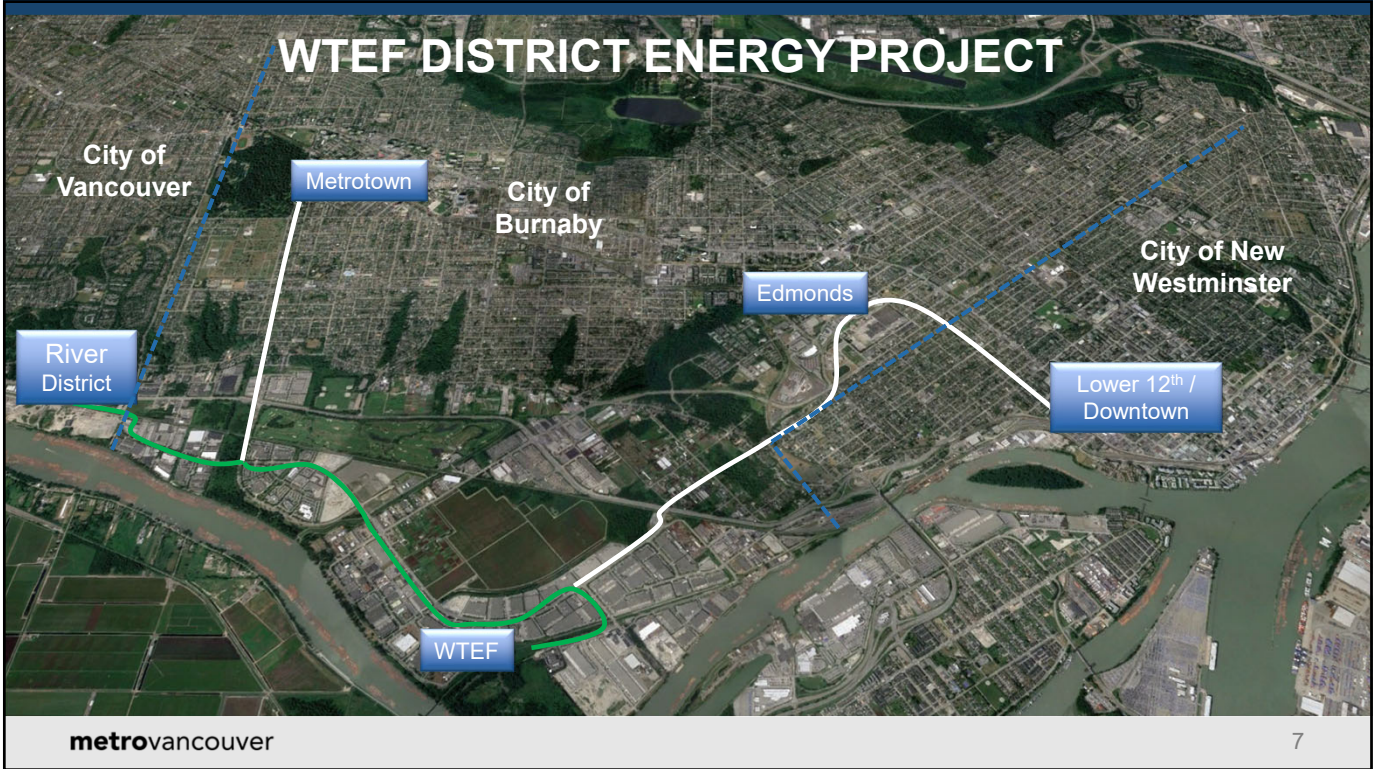 WTEF DISTRICT ENERGY PROJECT
City of
Vancouver
Metrotown
City of
Burnaby
City of New
Westminster
Edmonds
River
District
Lower 12th /
Downtown
WTEF
metrovancouver
7